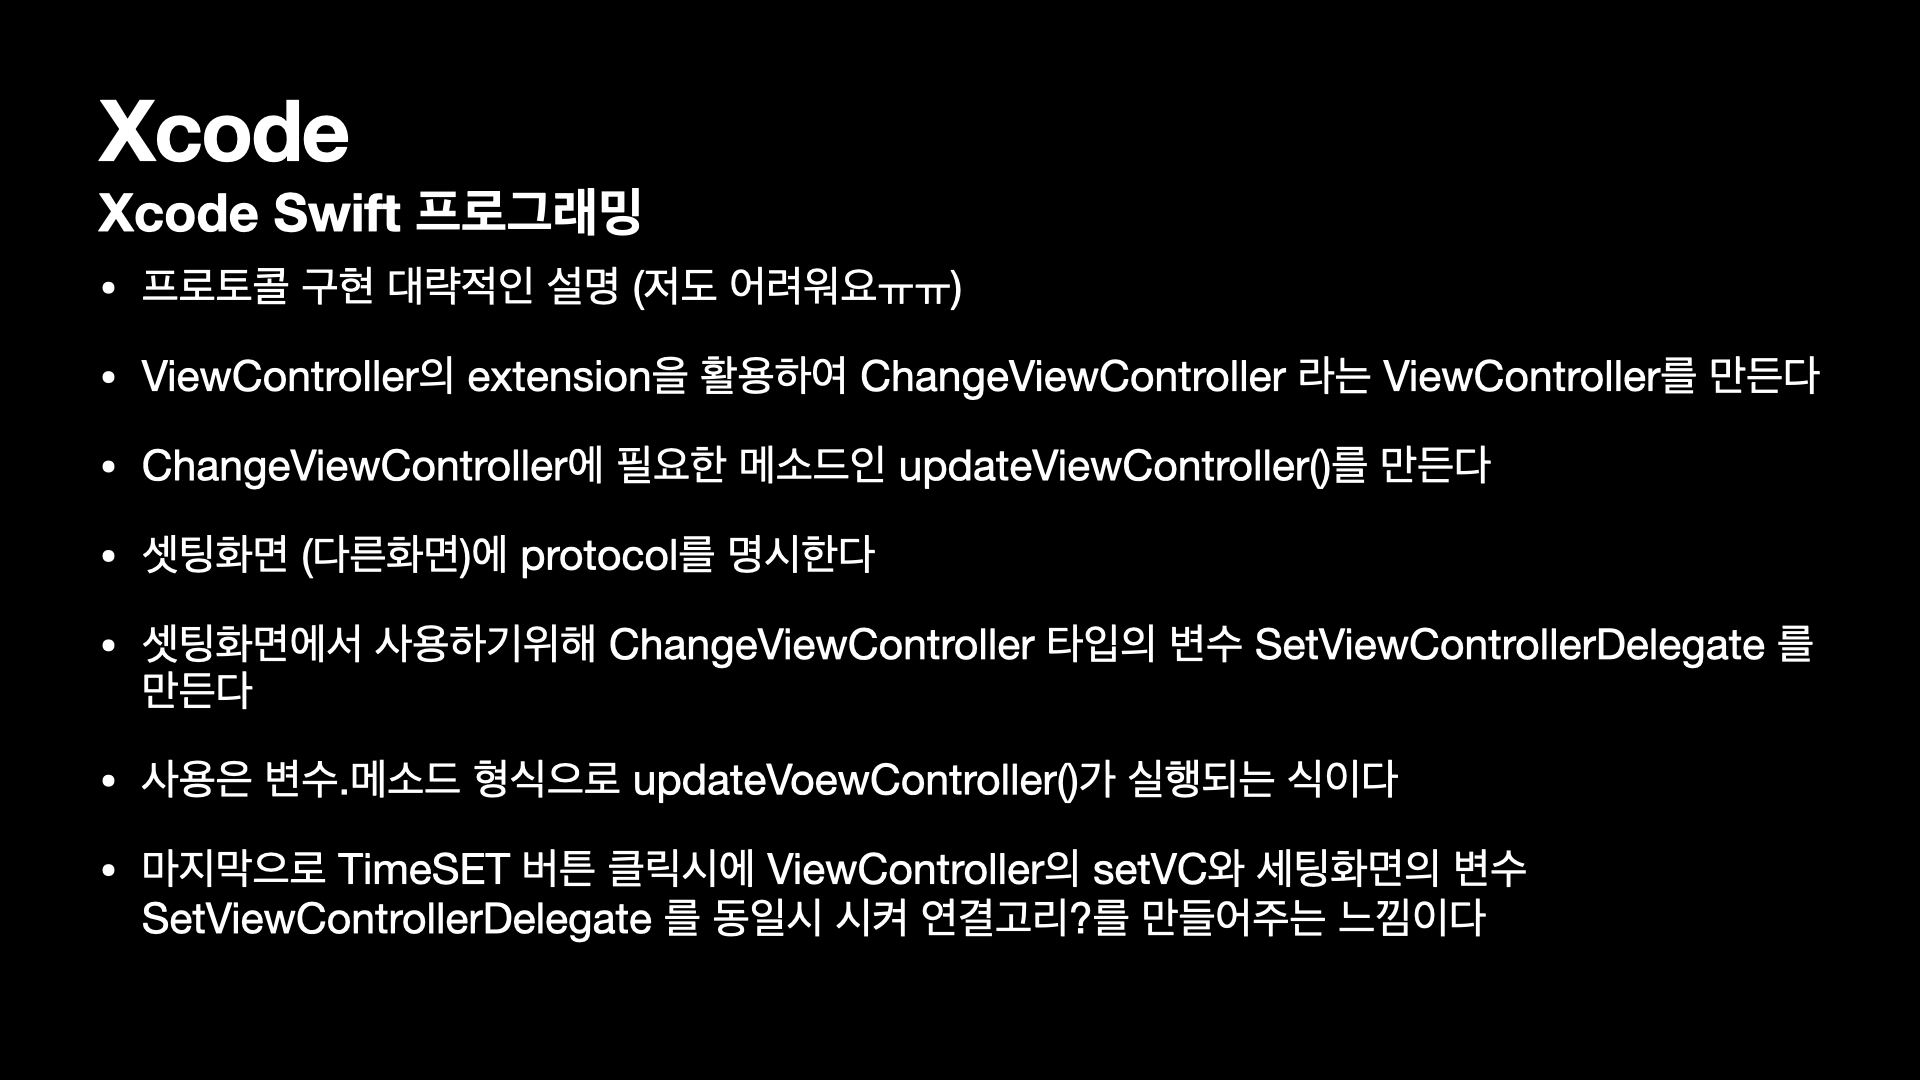 Xcode
Xcode Swift 프로그래밍
• 프로토콜 구현 대략적인 설명 (저도 어려워요ㅠㅠ)
• ViewController의 extension을 활용하여 ChangeViewController 라는 ViewController를 만든다
• ChangeViewController에 필요한 메소드인 updateViewController()를 만든다
• 셋팅화면 (다른화면)에 protocol를 명시한다
• 셋팅화면에서 사용하기위해 ChangeViewController 타입의 변수 SetViewControllerDelegate 를
만든다
• 사용은 변수.메소드 형식으로 updateVoewController()가 실행되는 식이다
• 마지막으로 TimeSET 버튼 클릭시에 ViewController의 setVC와 세팅화면의 변수
SetViewControllerDelegate 를 동일시 시켜 연결고리?를 만들어주는 느낌이다